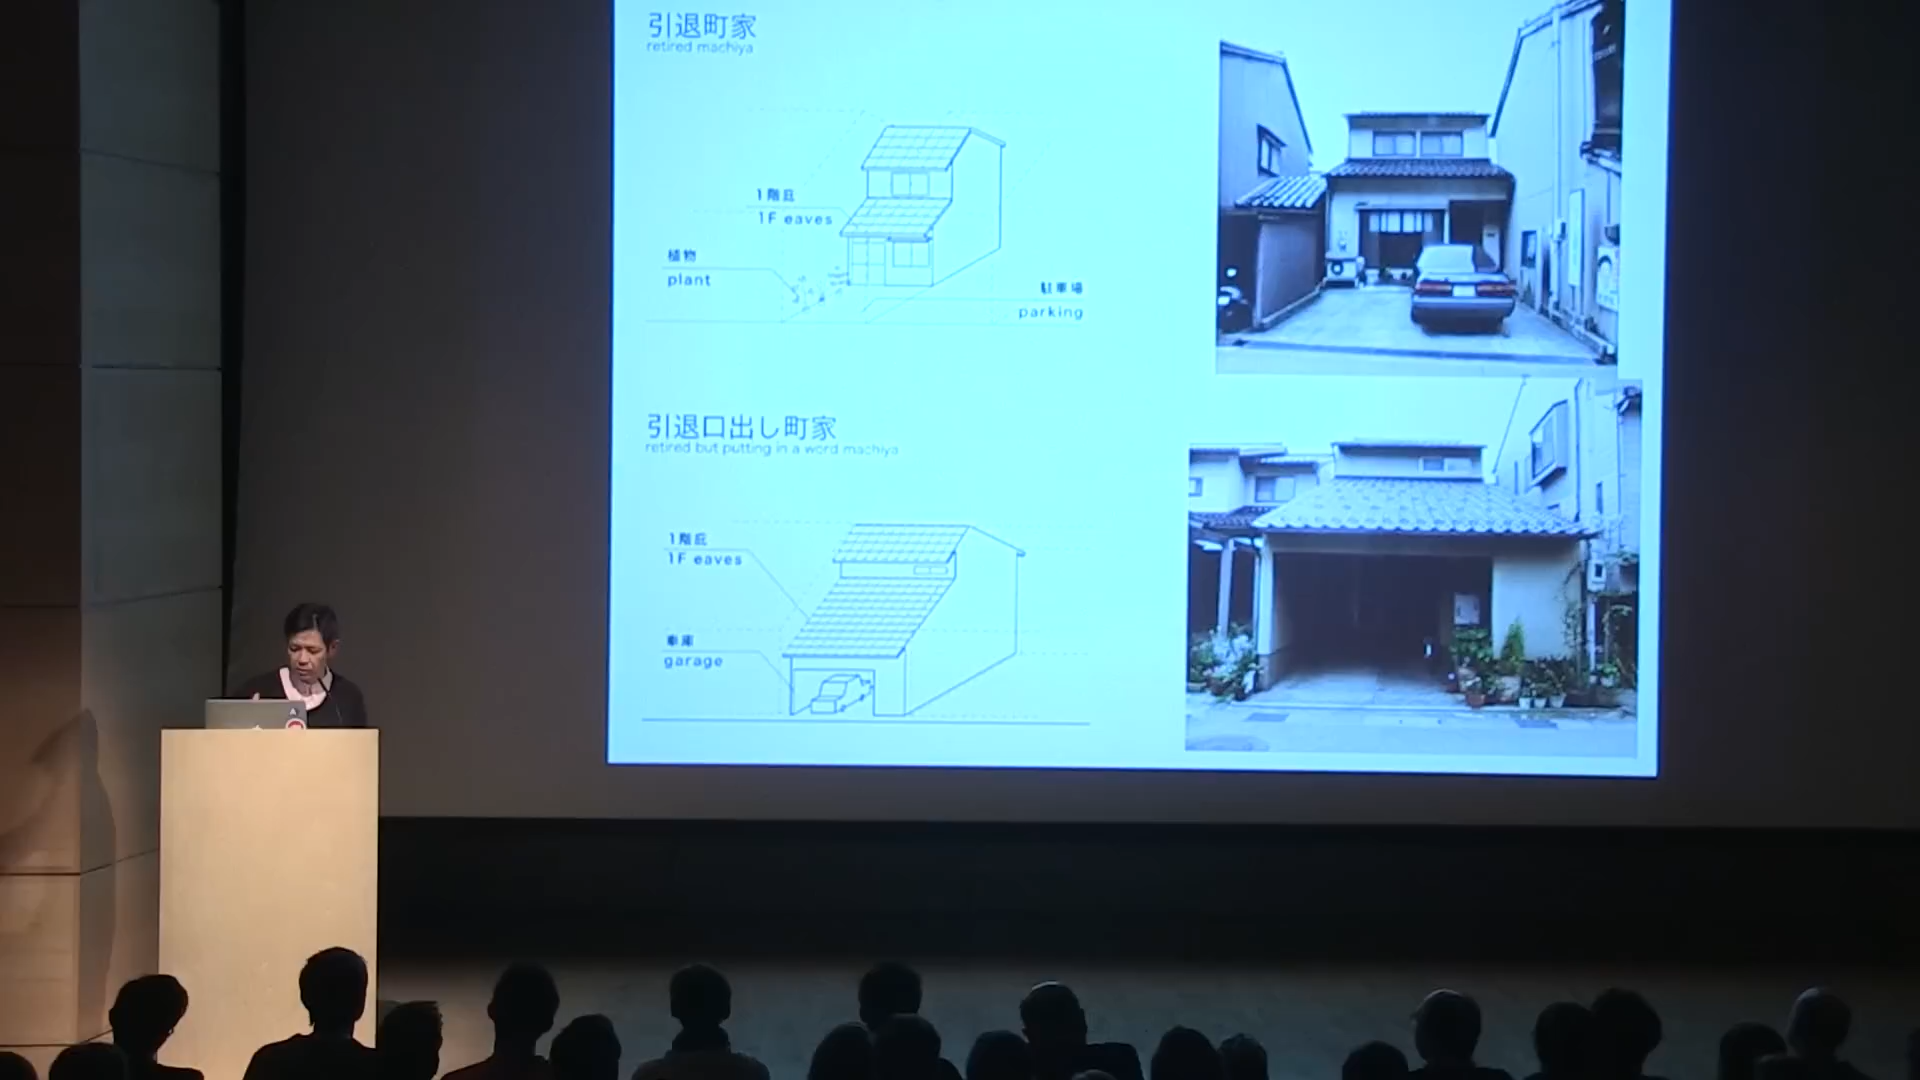 引退町家
retired machiya
1階庇
1F eaves
植物
plant
駐車場
parking
引退口出し町家
retired but putting in a word machiya
1階庇
1F eaves
車庫
garage